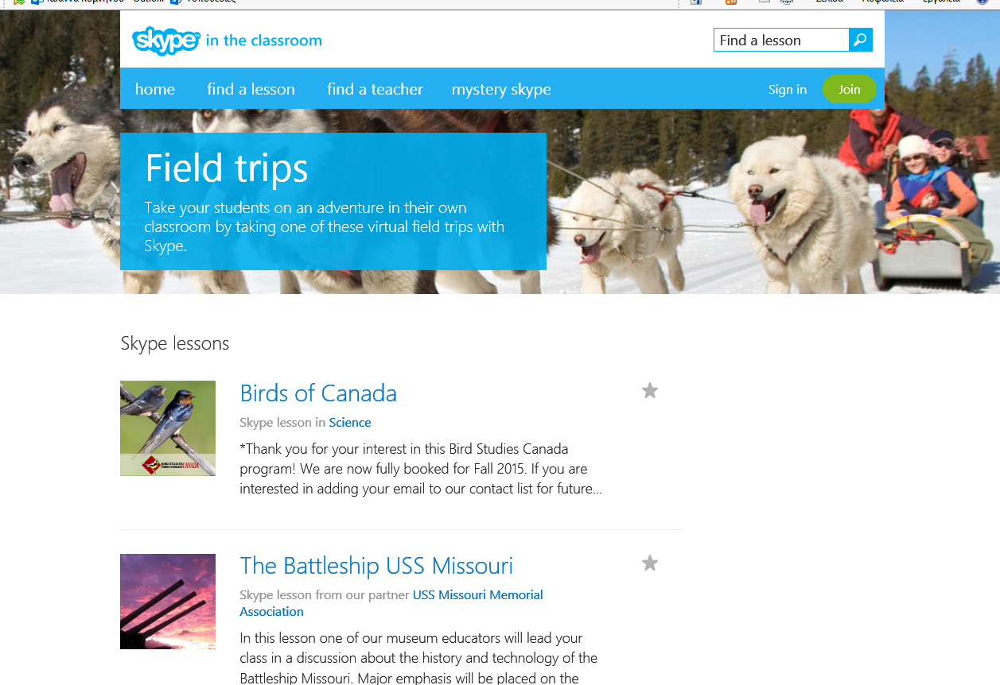 Outlook
skype in the classroom
Find a lesson
home find a lesson find a teacher mystery skype Sign in Join
Field trips
Take your students on an adventure in their own
classroom by taking one of these virtual field trips with
Skype.
Skype lessons
Birds of Canada
Skype lesson in Science
*Thank you for your interest in this Bird Studies Canada
program! We are now fully booked for Fall 2015. If you are
interested in adding your email to our contact list for future...
CANADA
The Battleship USS Missouri
Skype lesson from our partner USS Missouri Memorial
Association
In this lesson one of our museum educators will lead your
class in a discussion about the history and technology of the
Battleship Missouri. Major emphasis will be placed on the